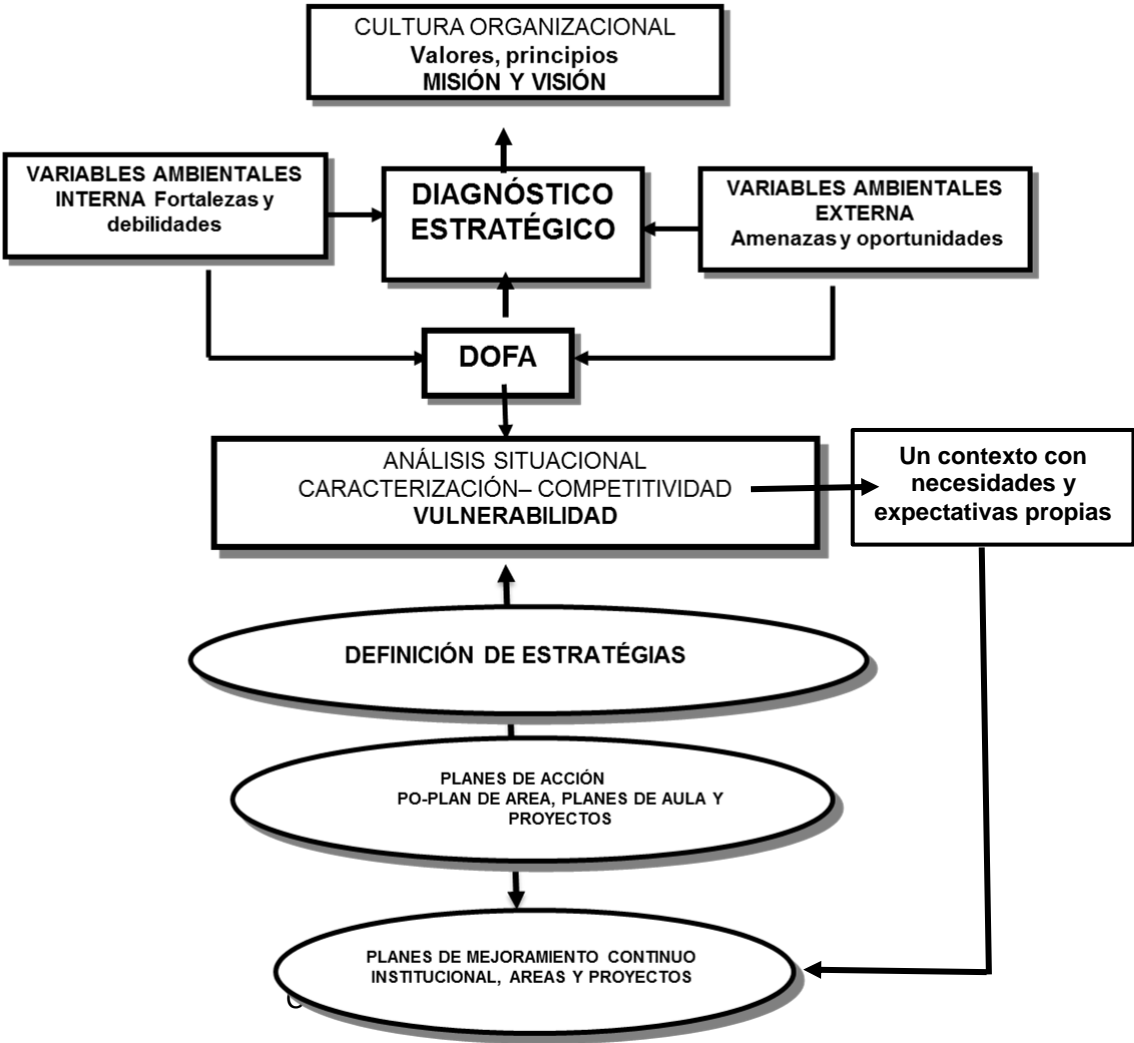 CULTURA ORGANIZACIONAL
Valores, principios
MISIÓN Y VISIÓN
VARIABLES AMBIENTALES
INTERNA Fortalezas y
debilidades
DIAGNÓSTICO
ESTRATÉGICO
VARIABLES AMBIENTALES
EXTERNA
Amenazas y oportunidades
DOFA
ANÁLISIS SITUACIONAL
CARACTERIZACIÓN– COMPETITIVIDAD
VULNERABILIDAD
Un contexto con
necesidades y
expectativas propias
DEFINICIÓN DE ESTRATÉGIAS
PLANES DE ACCIÓN
PO-PLAN DE AREA, PLANES DE AULA Y
PROYECTOS
PLANES DE MEJORAMIENTO CONTINUO
INSTITUCIONAL, AREAS Y PROYECTOS